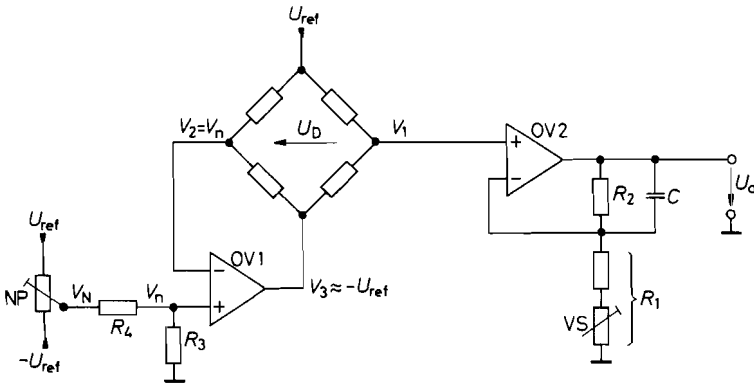 U_ref
V_2=V_n
U_D
V_1
OV2
R_2
C
U_a
U_ref
OV1
NP
V_N
V_n
V_3≈-U_ref
R_4
R_3
VS
R_1
-U_ref